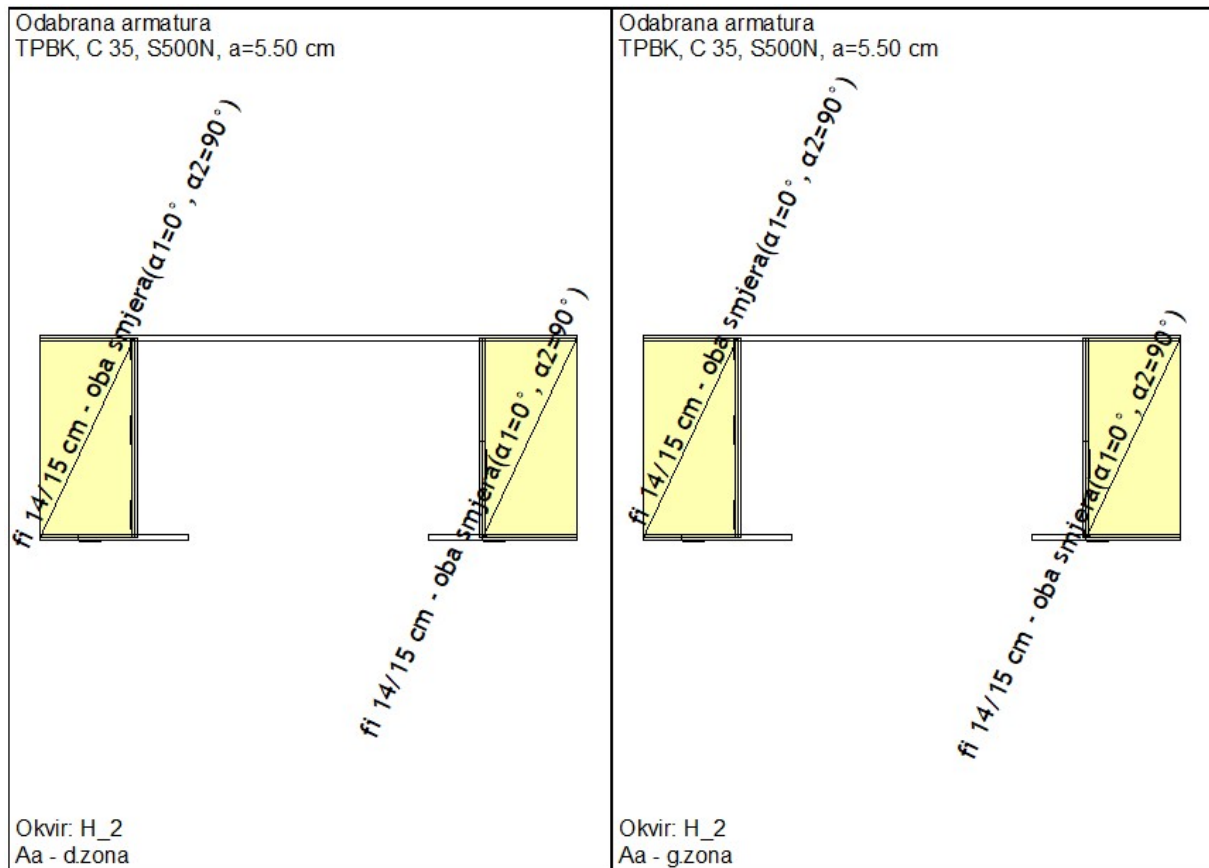 Odabrana armatura
TPBK, C 35, S500N, a=5.50 cm
fi 14/15 cm - oba smjera(α1=0°, α2=90°)
fi 14/15 cm - oba smjera(α1=0°, α2=90°)
Okvir: H_2
Aa - d.zona
Odabrana armatura
TPBK, C 35, S500N, a=5.50 cm
fi 14/15 cm - oba smjera(α1=0°, α2=90°)
fi 14/15 cm - oba smjera(α1=0°, α2=90°)
Okvir: H_2
Aa - g.zona